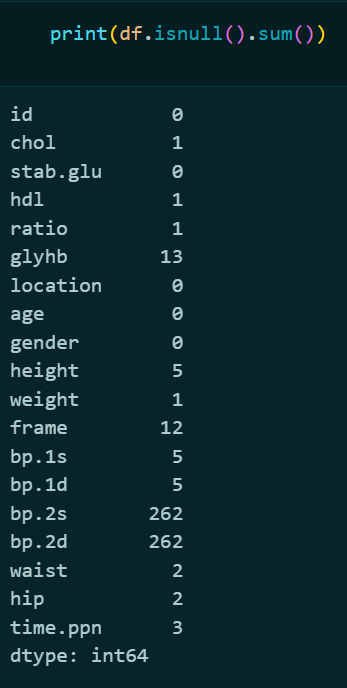 print(df.isnull().sum())
id 0
chol 1
stab.glu 0
hdl 1
ratio 1
glyhb 13
location 0
age 0
gender 0
height 5
weight 1
frame 12
bp.1s 5
bp.1d 5
bp.2s 262
bp.2d 262
waist 2
hip 2
time.ppn 3
dtype: int64